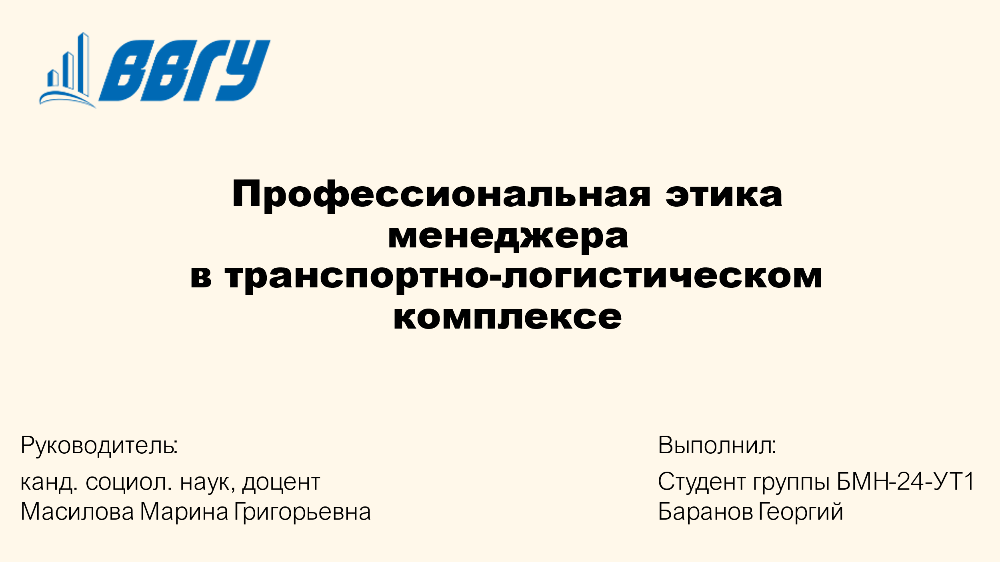 ВВГУ
Профессиональная этика
менеджера
в транспортно-логистическом
комплексе
Руководитель:
канд. социол. наук, доцент
Масилова Марина Григорьевна
Выполнил:
Студент группы БМН-24-УТ1
Баранов Георгий